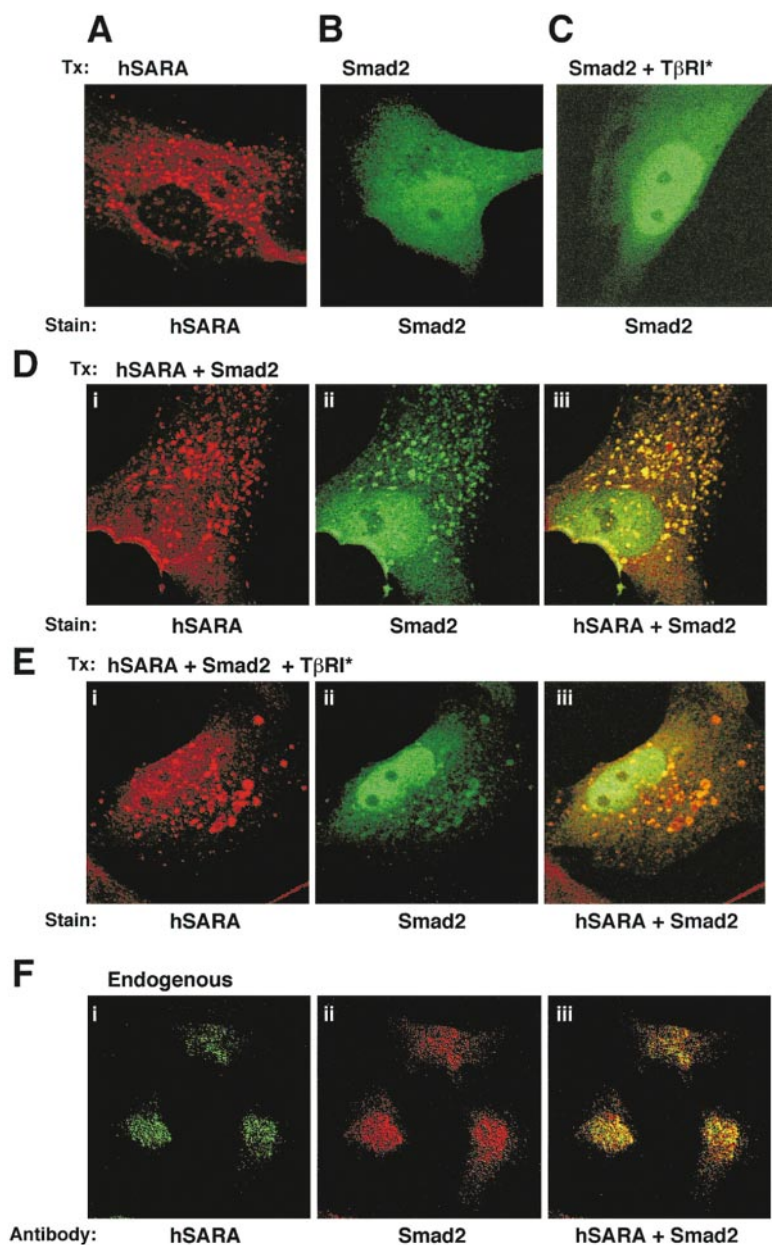 A B C
Tx: hSARA Smad2 Smad2 + TβRI*
Stain: hSARA Smad2 Smad2
D Tx: hSARA + Smad2
i ii iii
Stain: hSARA Smad2 hSARA + Smad2
E Tx: hSARA + Smad2 + TβRI*
i ii iii
Stain: hSARA Smad2 hSARA + Smad2
F Endogenous
i ii iii
Antibody: hSARA Smad2 hSARA + Smad2